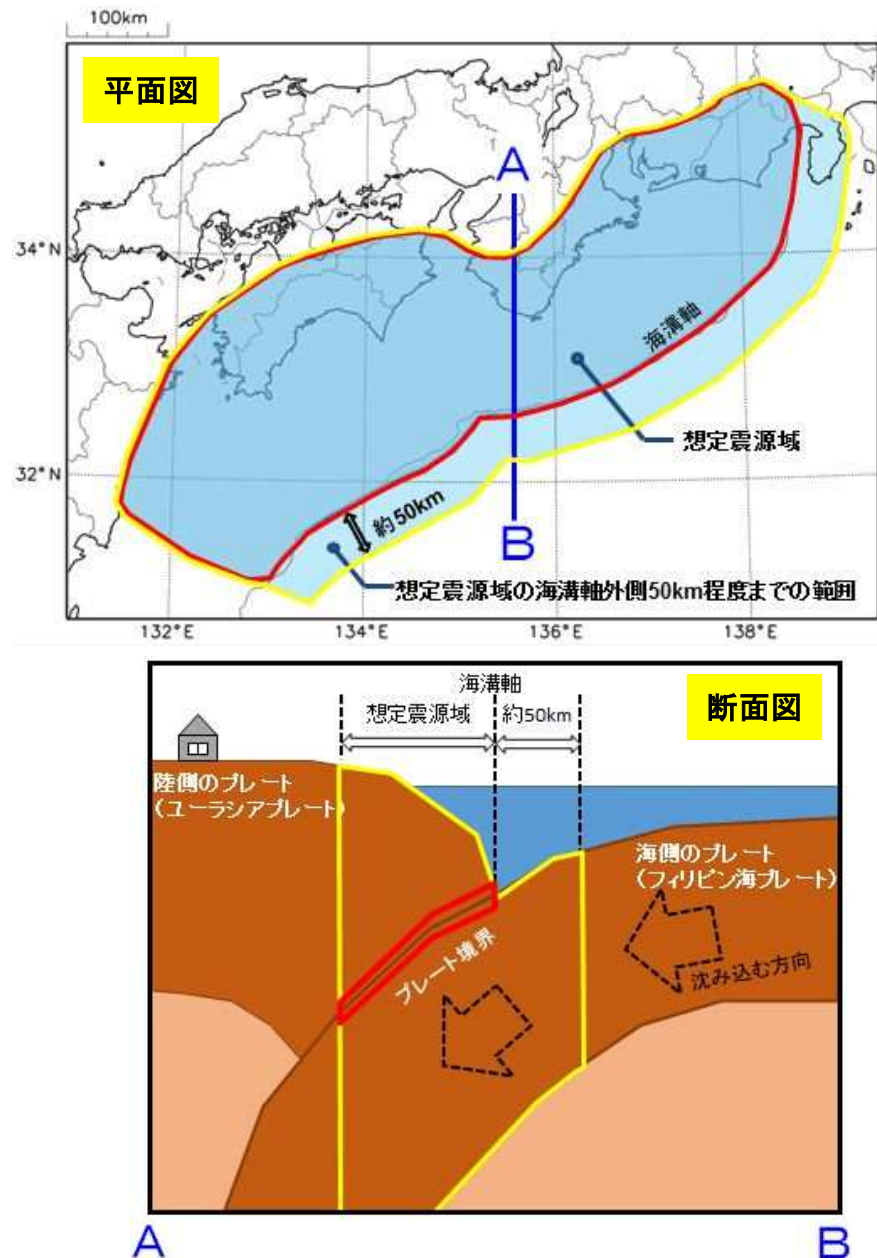 100km
平面図
A
34°N
海溝軸
想定震源域
32°N
約50km
B
想定震源域の海溝軸外側50km程度までの範囲
132°E
134°E
136°E
138°E
海溝軸
断面図
想定震源域
約50km
陸側のプレート
(ユーラシアプレート)
海側のプレート
(フィリピン海プレート)
プレート境界
沈み込む方向
A
B